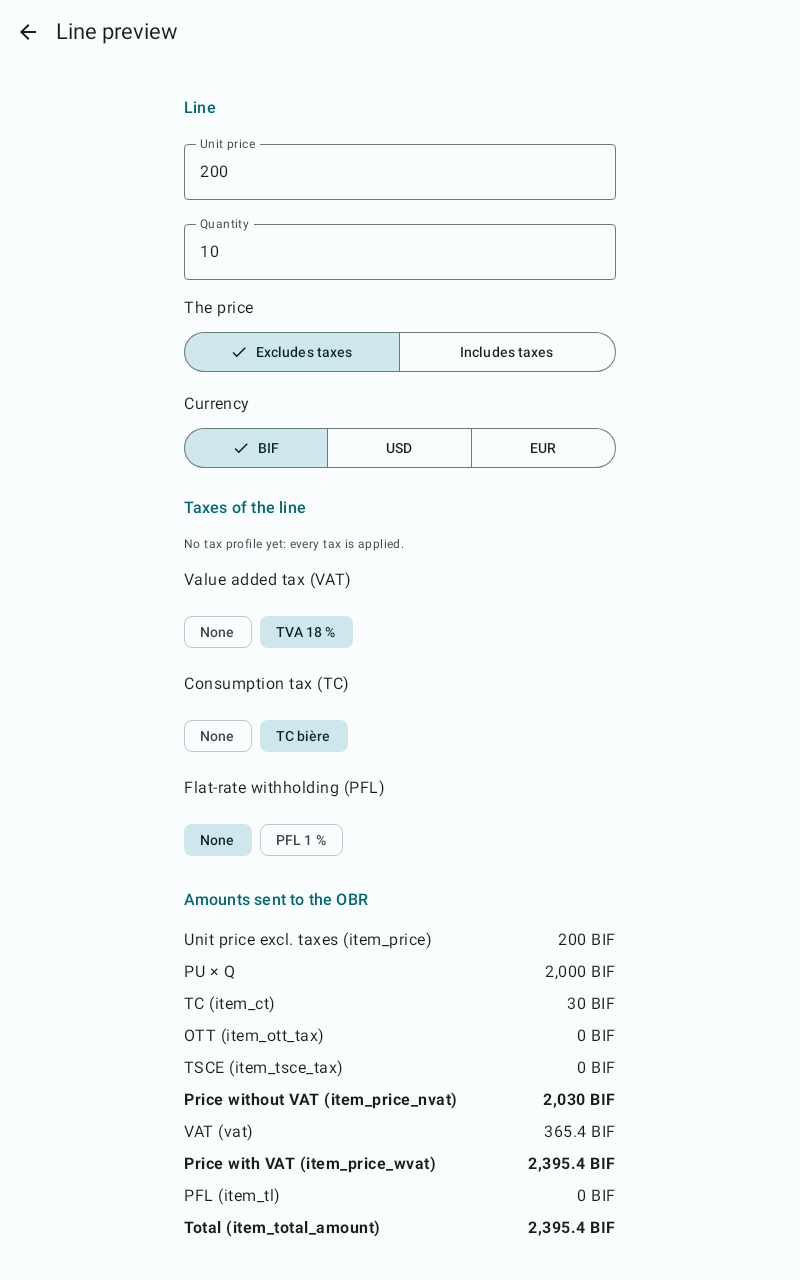 Line preview
Line
Unit price
200
Quantity
10
The price
Excludes taxes Includes taxes
Currency
BIF USD EUR
Taxes of the line
No tax profile yet: every tax is applied.
Value added tax (VAT)
None TVA 18 %
Consumption tax (TC)
None TC bière
Flat-rate withholding (PFL)
None PFL 1 %
Amounts sent to the OBR
Unit price excl. taxes (item_price) 200 BIF
PU × Q 2,000 BIF
TC (item_ct) 30 BIF
OTT (item_ott_tax) 0 BIF
TSCE (item_tsce_tax) 0 BIF
Price without VAT (item_price_nvat) 2,030 BIF
VAT (vat) 365.4 BIF
Price with VAT (item_price_wvat) 2,395.4 BIF
PFL (item_tl) 0 BIF
Total (item_total_amount) 2,395.4 BIF